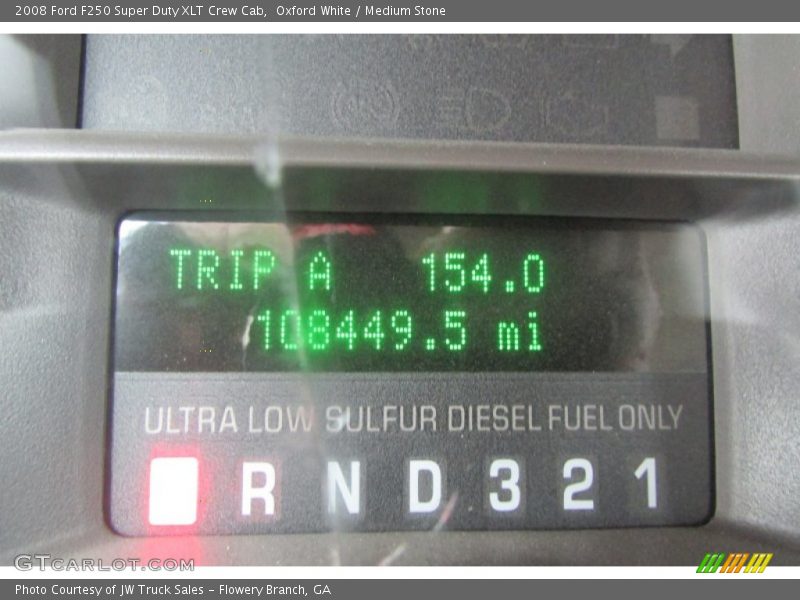 2008 Ford F250 Super Duty XLT Crew Cab,  Oxford White / Medium Stone
TRIP A 154.0
108449.5 mi
ULTRA LOW SULFUR DIESEL FUEL ONLY
R N D 3 2 1
GTCARLOT.COM
Photo Courtesy of JW Truck Sales - Flowery Branch, GA